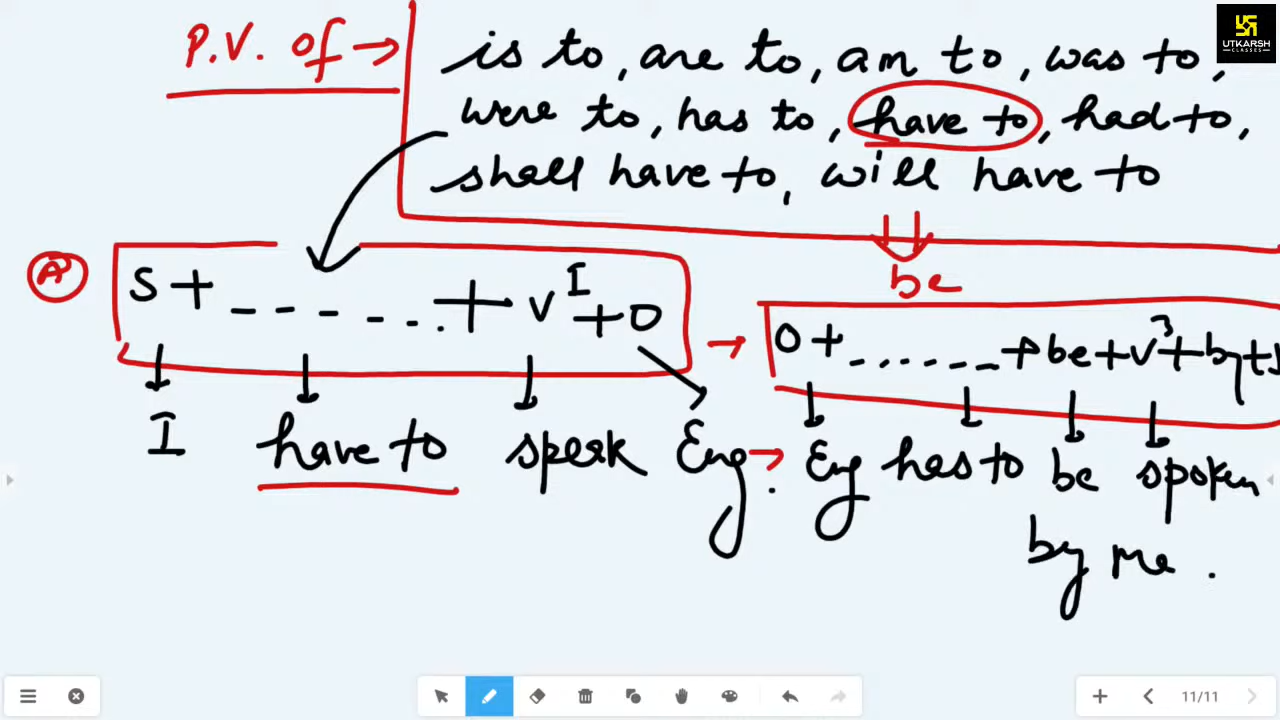 P.V. of →
is to, are to, am to, was to,
were to, has to, have to, had to,
shall have to, will have to
UTKARSH
CLASSES
be
A
S + _ _ _ _ _ . + V I + O → O + ...... + be + V³ + by + S
I have to speak Eng. → Eng has to be spoken
by me .
11/11